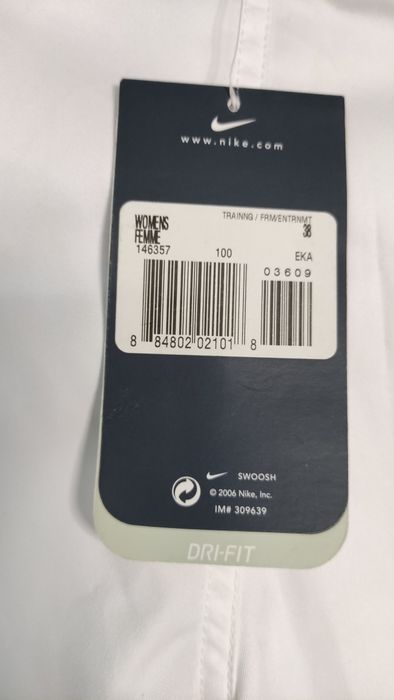 www.nike.com
WOMENS TRAINNG / FRM/ENTRNMT
FEMME 38
146357 100 EKA
03609
8 84802 02101 8
SWOOSH
© 2006 Nike, Inc.
IM# 309639
DRI-FIT